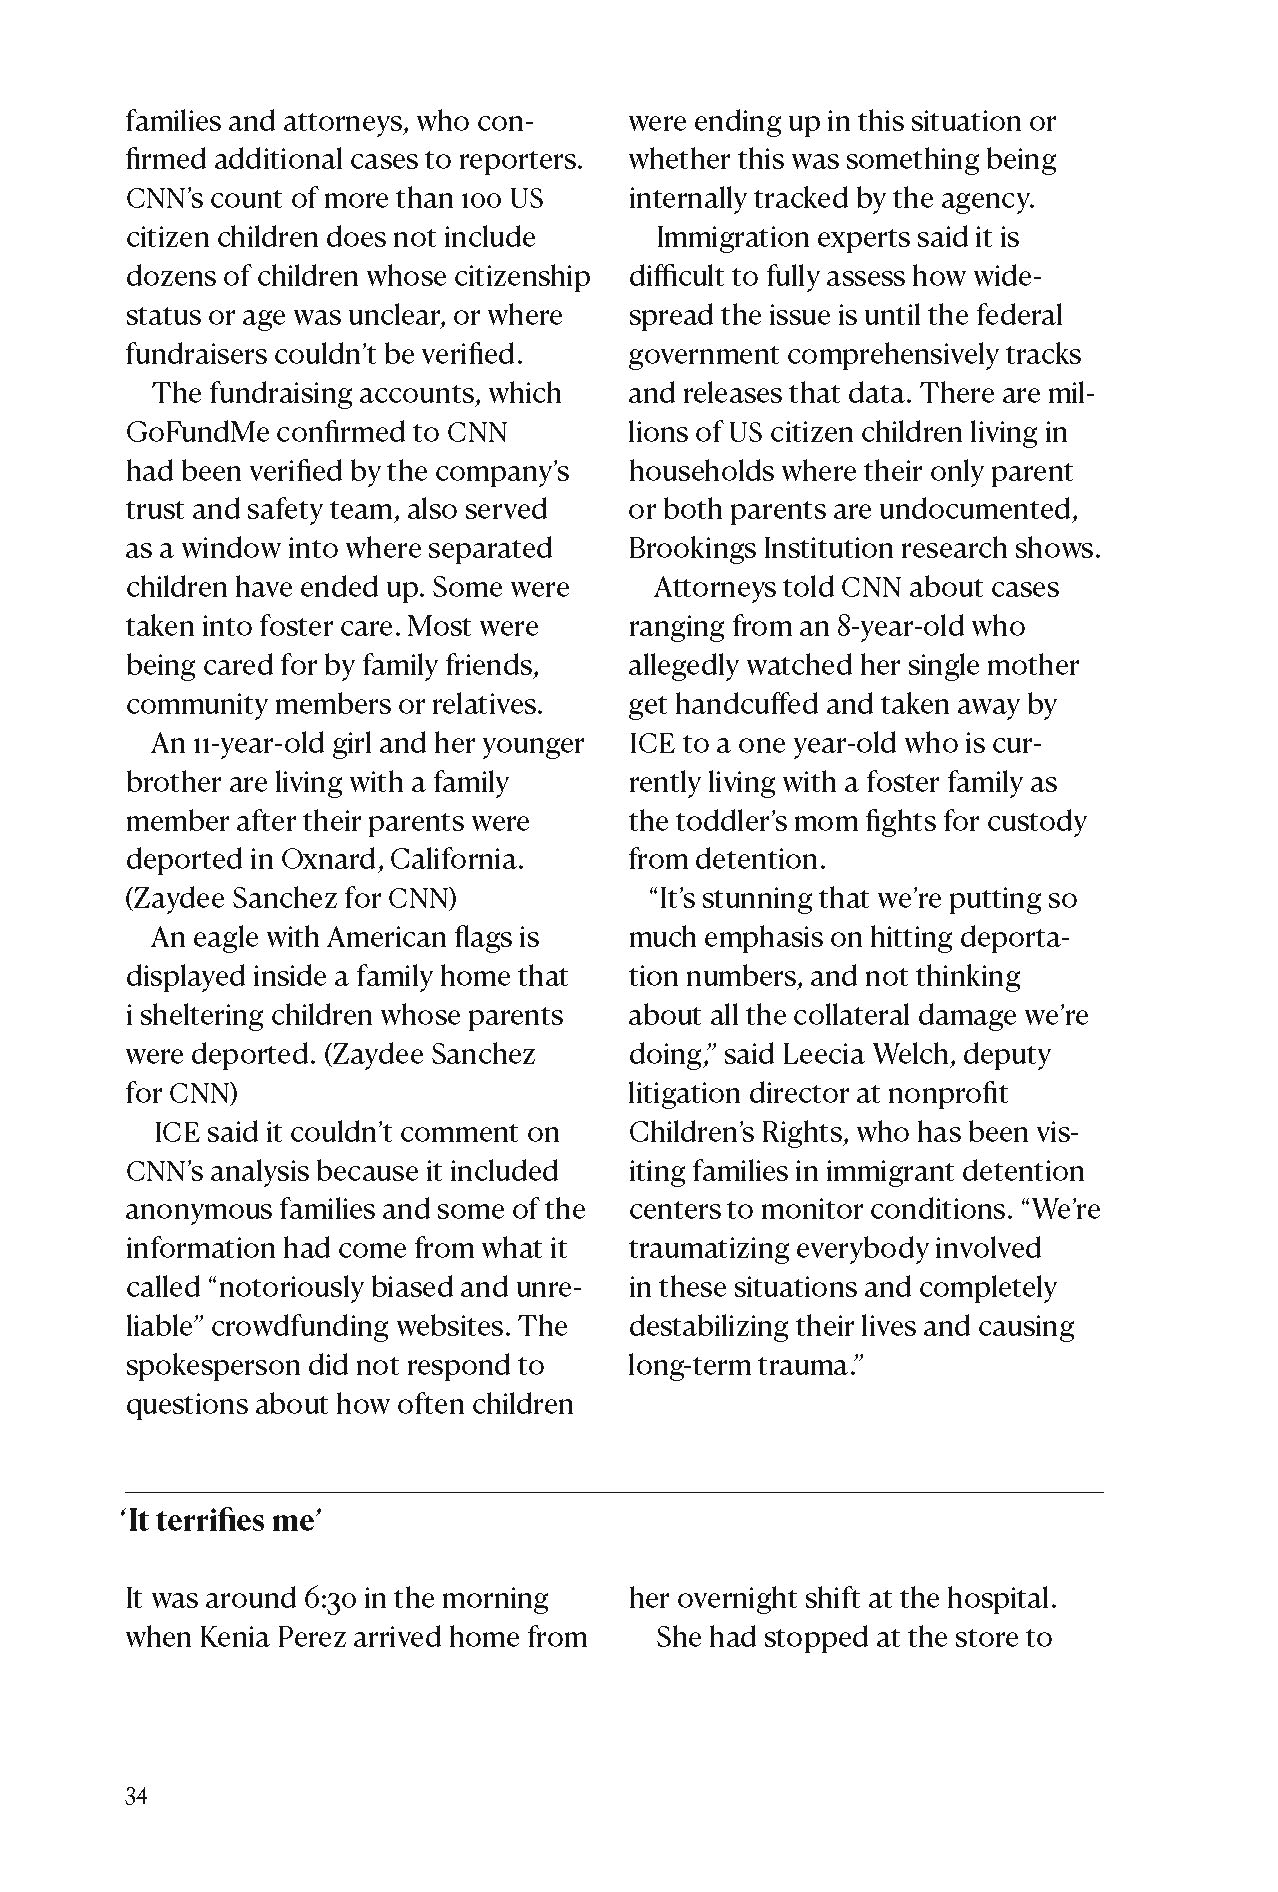 families and attorneys, who con-
firmed additional cases to reporters.
CNN’s count of more than 100 US
citizen children does not include
dozens of children whose citizenship
status or age was unclear, or where
fundraisers couldn’t be verified.
The fundraising accounts, which
GoFundMe confirmed to CNN
had been verified by the company’s
trust and safety team, also served
as a window into where separated
children have ended up. Some were
taken into foster care. Most were
being cared for by family friends,
community members or relatives.
An 11-year-old girl and her younger
brother are living with a family
member after their parents were
deported in Oxnard, California.
(Zaydee Sanchez for CNN)
An eagle with American flags is
displayed inside a family home that
i sheltering children whose parents
were deported. (Zaydee Sanchez
for CNN)
ICE said it couldn’t comment on
CNN’s analysis because it included
anonymous families and some of the
information had come from what it
called “notoriously biased and unre-
liable” crowdfunding websites. The
spokesperson did not respond to
questions about how often children
were ending up in this situation or
whether this was something being
internally tracked by the agency.
Immigration experts said it is
difficult to fully assess how wide-
spread the issue is until the federal
government comprehensively tracks
and releases that data. There are mil-
lions of US citizen children living in
households where their only parent
or both parents are undocumented,
Brookings Institution research shows.
Attorneys told CNN about cases
ranging from an 8-year-old who
allegedly watched her single mother
get handcuffed and taken away by
ICE to a one year-old who is cur-
rently living with a foster family as
the toddler’s mom fights for custody
from detention.
“It’s stunning that we’re putting so
much emphasis on hitting deporta-
tion numbers, and not thinking
about all the collateral damage we’re
doing,” said Leecia Welch, deputy
litigation director at nonprofit
Children’s Rights, who has been vis-
iting families in immigrant detention
centers to monitor conditions. “We’re
traumatizing everybody involved
in these situations and completely
destabilizing their lives and causing
long-term trauma.”
‘It terrifies me’
It was around 6:30 in the morning
when Kenia Perez arrived home from
her overnight shift at the hospital.
She had stopped at the store to
34